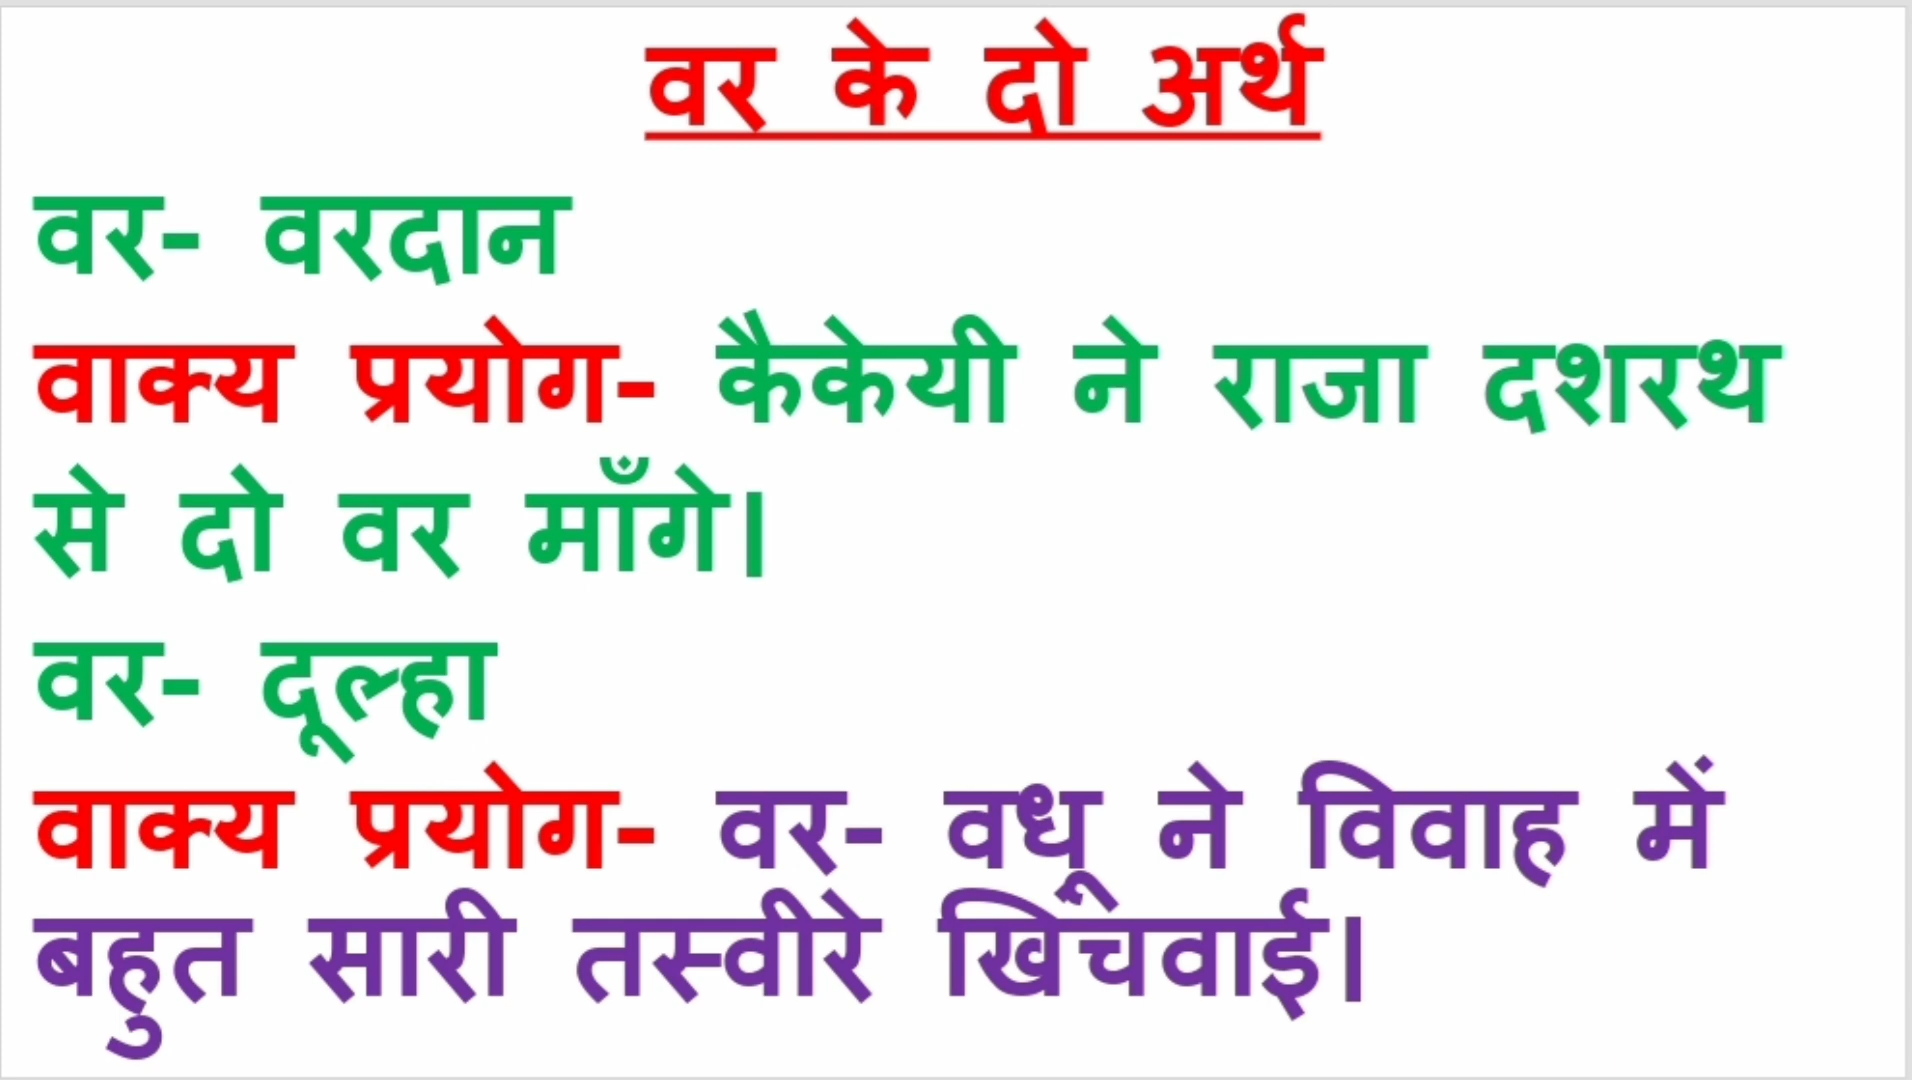 वर के दो अर्थ
वर- वरदान
वाक्य प्रयोग- कैकेयी ने राजा दशरथ
से दो वर माँगे।
वर- दूल्हा
वाक्य प्रयोग- वर- वधू ने विवाह में
बहुत सारी तस्वीरे खिंचवाई।